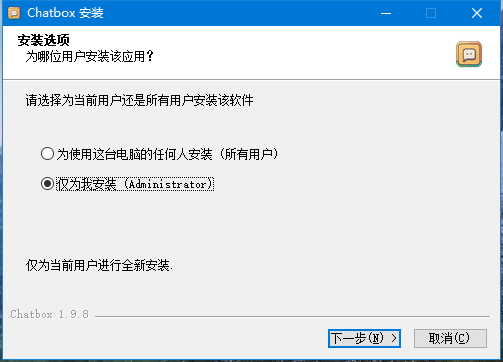 Chatbox 安装
安装选项
为哪位用户安装该应用？
请选择为当前用户还是所有用户安装该软件
为使用这台电脑的任何人安装（所有用户）
仅为我安装 (Administrator)
仅为当前用户进行全新安装.
Chatbox 1.9.8
下一步(N) >
取消(C)